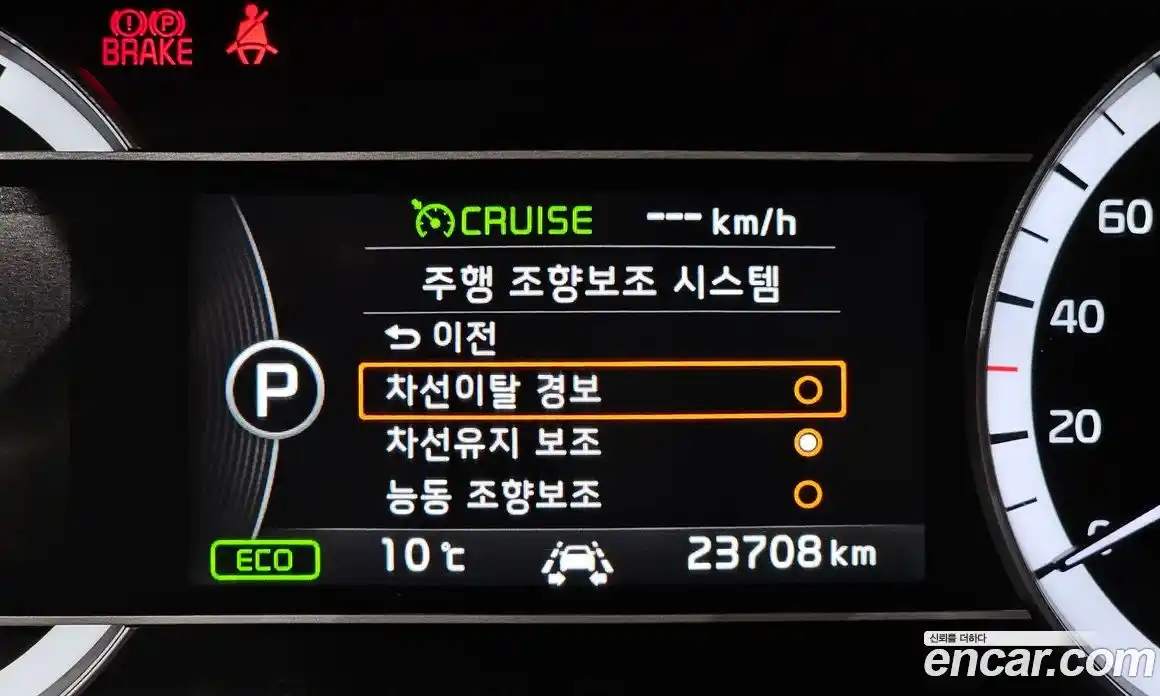 BRAKE
CRUISE --- km/h
주행 조향보조 시스템
이전
차선이탈 경보
P
차선유지 보조
능동 조향보조
ECO 10 ℃ 23708 km
60
40
20
0
신뢰를 더하다
encar.com